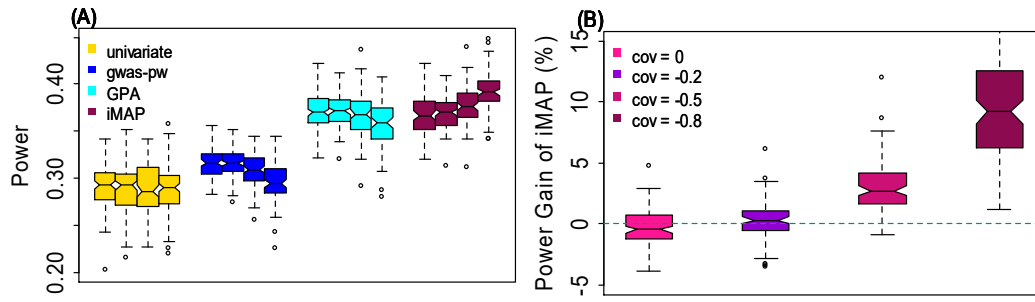 (A)
univariate
gwas-pw
GPA
iMAP
Power
0.40
0.30
0.20
(B)
cov = 0
cov = -0.2
cov = -0.5
cov = -0.8
Power Gain of iMAP (%)
15
10
5
0
-5